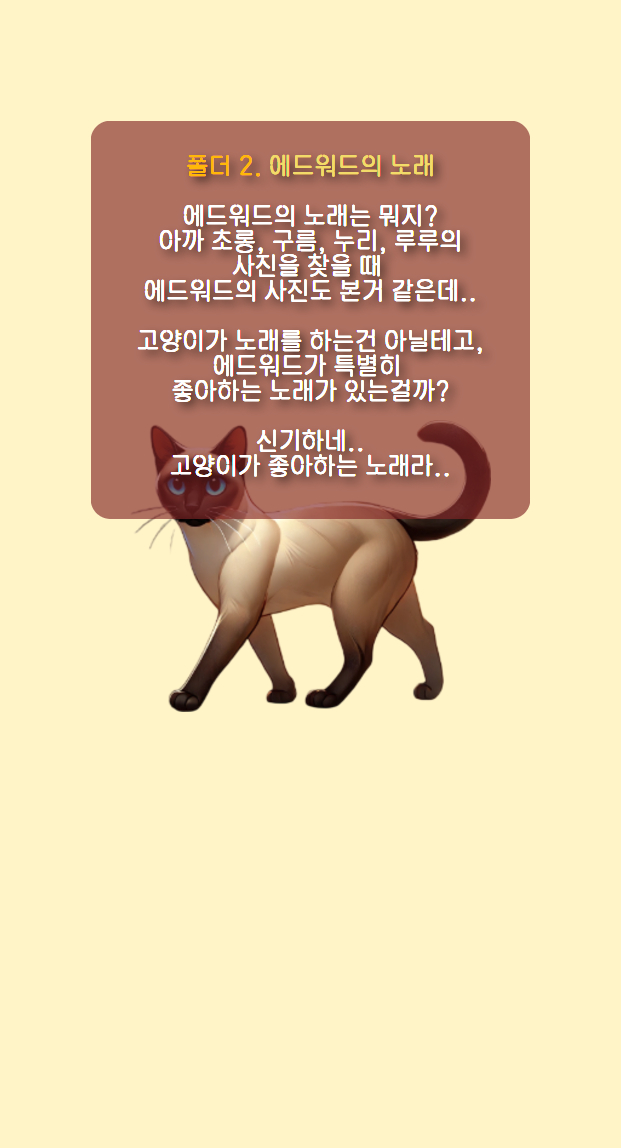 폴더 2. 에드워드의 노래
에드워드의 노래는 뭐지?
아까 초롱, 구름, 누리, 루루의
사진을 찾을 때
에드워드의 사진도 본거 같은데..
고양이가 노래를 하는건 아닐테고,
에드워드가 특별히
좋아하는 노래가 있는걸까?
신기하네..
고양이가 좋아하는 노래라..